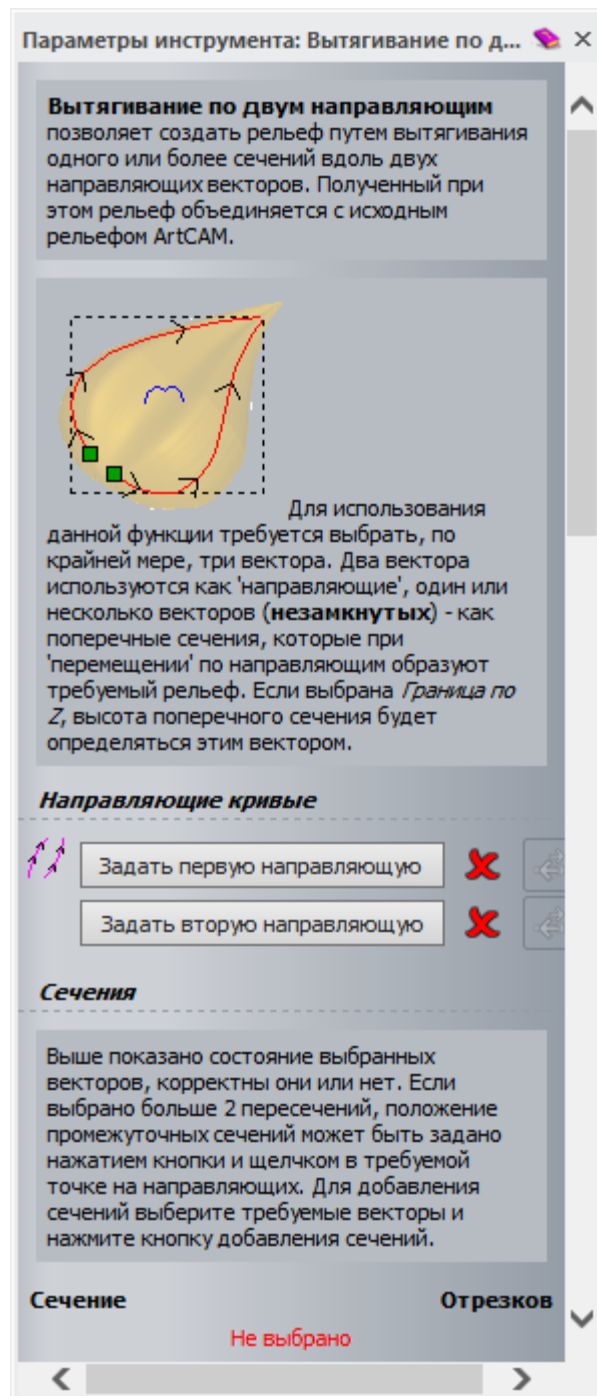 Параметры инструмента: Вытягивание по д...
Вытягивание по двум направляющим
позволяет создать рельеф путем вытягивания
одного или более сечений вдоль двух
направляющих векторов. Полученный при
этом рельеф объединяется с исходным
рельефом ArtCAM.
Для использования
данной функции требуется выбрать, по
крайней мере, три вектора. Два вектора
используются как 'направляющие', один или
несколько векторов (незамкнутых) - как
поперечные сечения, которые при
'перемещении' по направляющим образуют
требуемый рельеф. Если выбрана Граница по
Z, высота поперечного сечения будет
определяться этим вектором.
Направляющие кривые
Задать первую направляющую
Задать вторую направляющую
Сечения
Выше показано состояние выбранных
векторов, корректны они или нет. Если
выбрано больше 2 пересечений, положение
промежуточных сечений может быть задано
нажатием кнопки и щелчком в требуемой
точке на направляющих. Для добавления
сечений выберите требуемые векторы и
нажмите кнопку добавления сечений.
Сечение Отрезков
Не выбрано